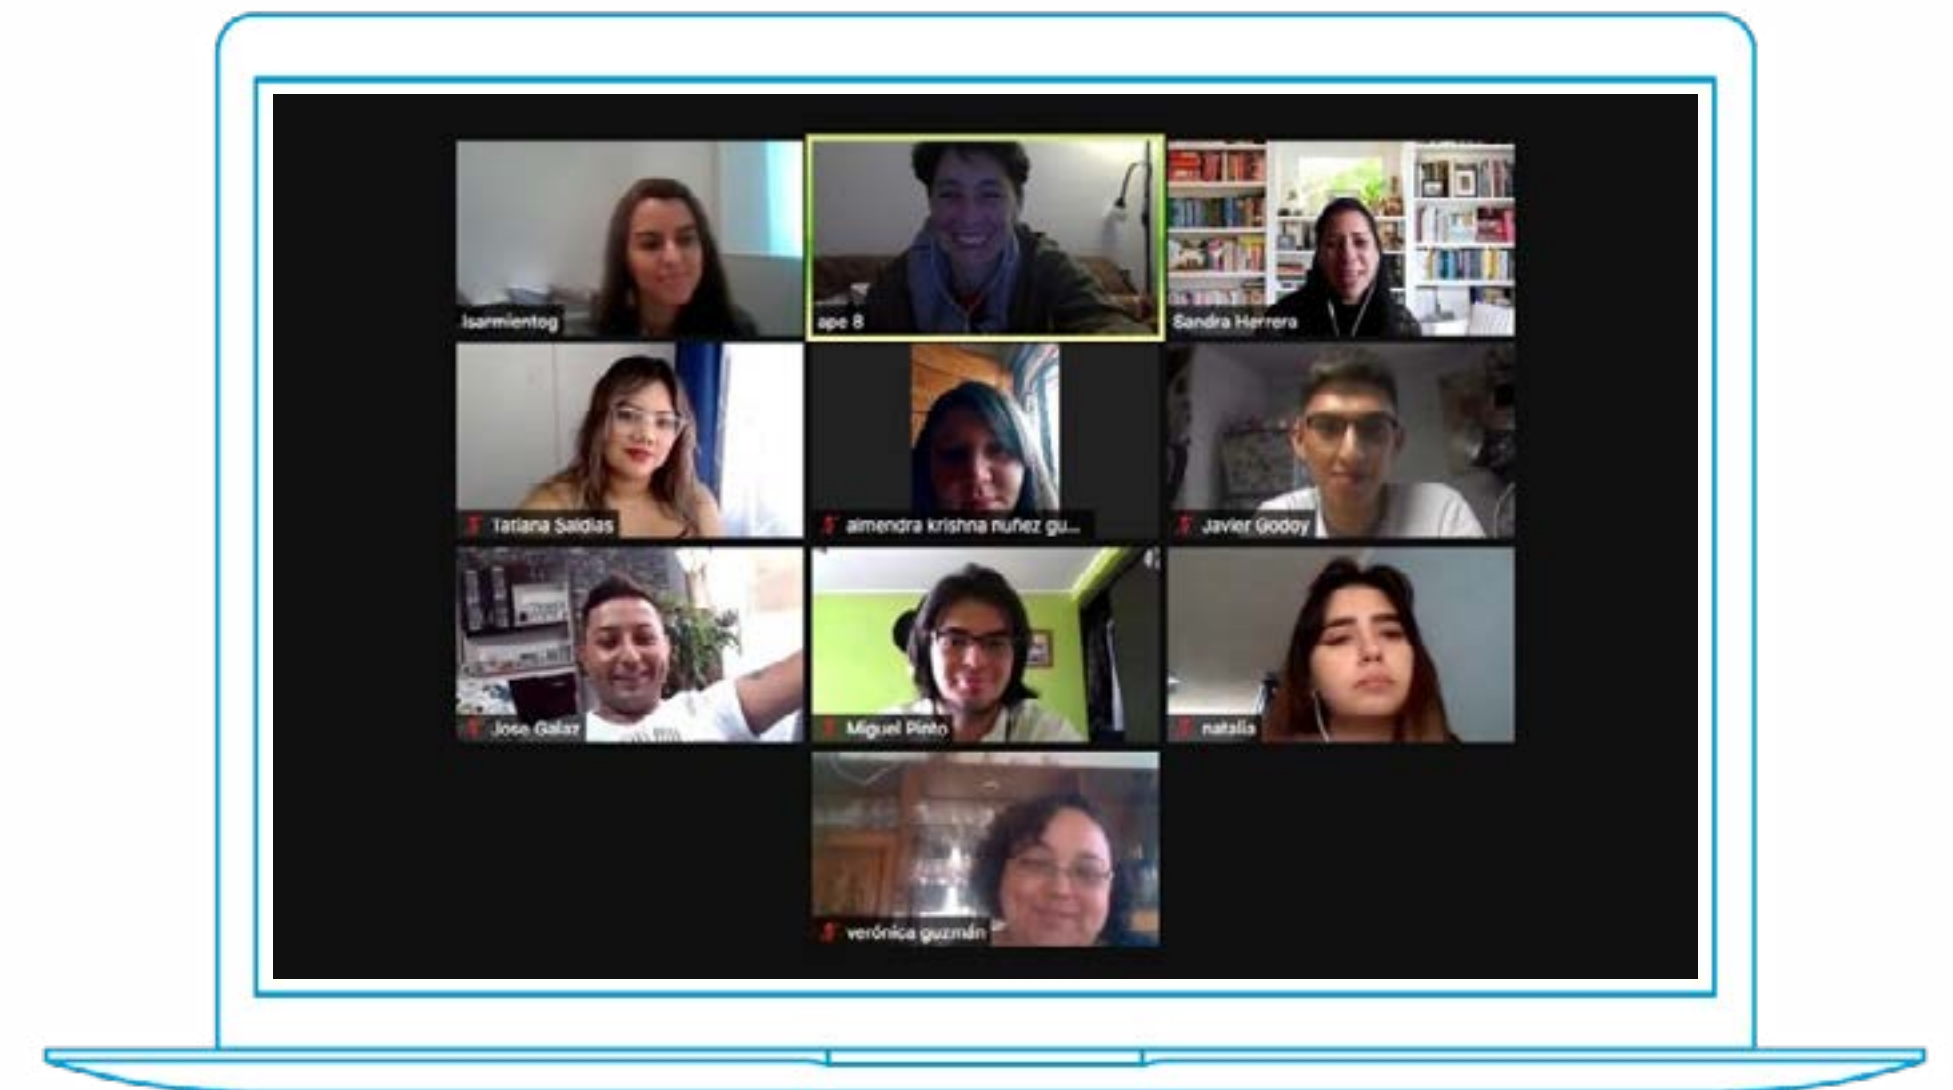 lsarmientog
ape 8
Sandra Herrera
Tatiana Saldias
almendra krishna nuñez gu...
Javier Godoy
Jose Galaz
Miguel Pinto
natalia
verónica guzmán